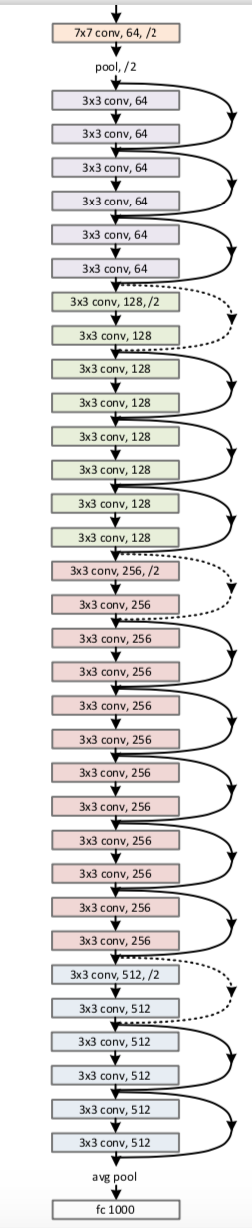 7x7 conv, 64, /2
pool, /2
3x3 conv, 64
3x3 conv, 64
3x3 conv, 64
3x3 conv, 64
3x3 conv, 64
3x3 conv, 64
3x3 conv, 128, /2
3x3 conv, 128
3x3 conv, 128
3x3 conv, 128
3x3 conv, 128
3x3 conv, 128
3x3 conv, 128
3x3 conv, 128
3x3 conv, 256, /2
3x3 conv, 256
3x3 conv, 256
3x3 conv, 256
3x3 conv, 256
3x3 conv, 256
3x3 conv, 256
3x3 conv, 256
3x3 conv, 256
3x3 conv, 256
3x3 conv, 256
3x3 conv, 256
3x3 conv, 512, /2
3x3 conv, 512
3x3 conv, 512
3x3 conv, 512
3x3 conv, 512
3x3 conv, 512
avg pool
fc 1000